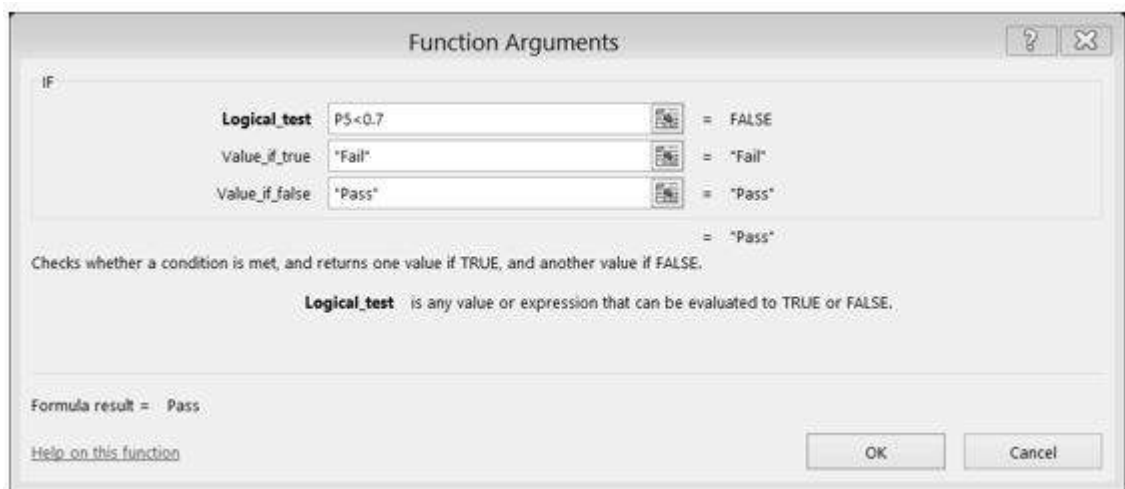 Function Arguments
IF
Logical_test P5<0.7 = FALSE
Value_if_true "Fail" = "Fail"
Value_if_false "Pass" = "Pass"
= "Pass"
Checks whether a condition is met, and returns one value if TRUE, and another value if FALSE.
Logical_test is any value or expression that can be evaluated to TRUE or FALSE.
Formula result = Pass
Help on this function OK Cancel